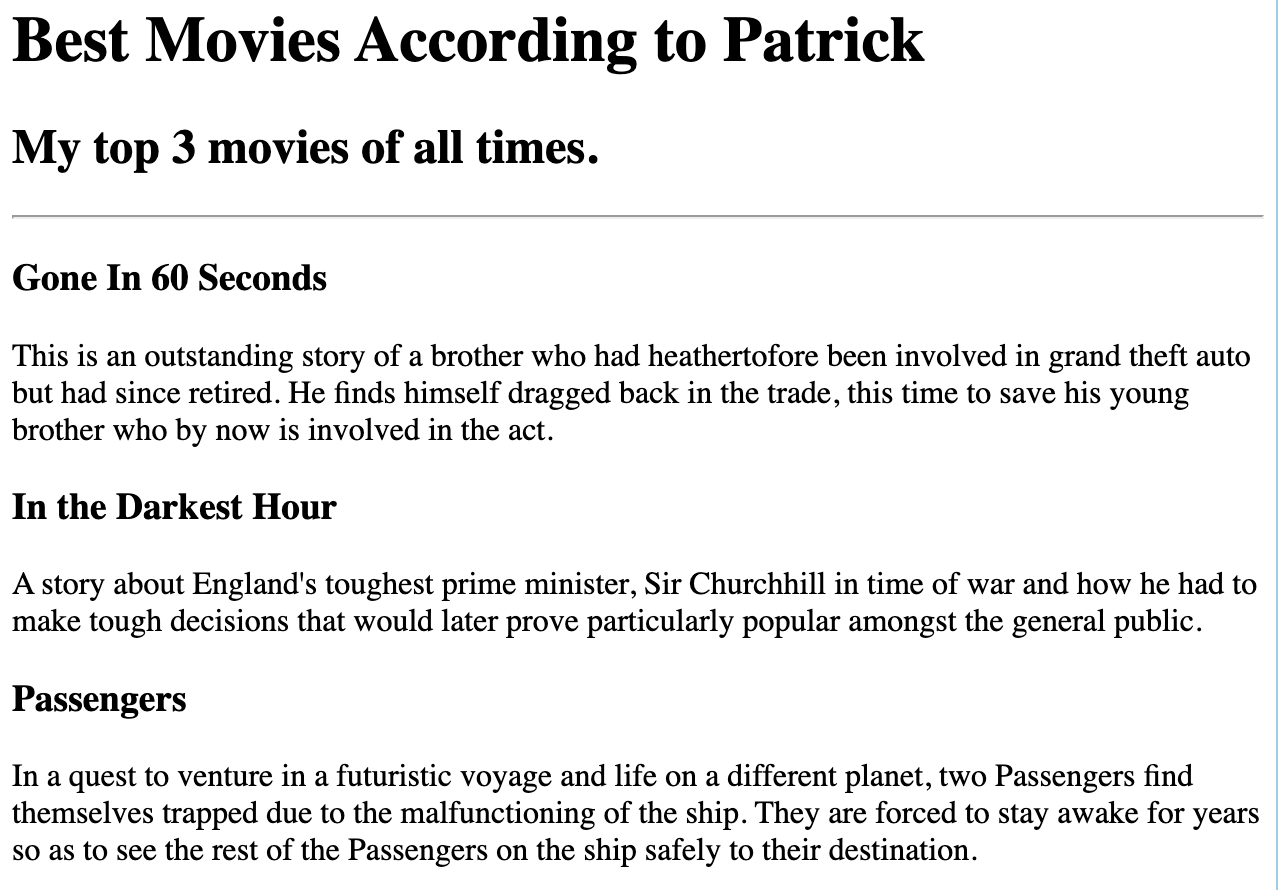 Best Movies According to Patrick
My top 3 movies of all times.
Gone In 60 Seconds
This is an outstanding story of a brother who had heathertofore been involved in grand theft auto
but had since retired. He finds himself dragged back in the trade, this time to save his young
brother who by now is involved in the act.
In the Darkest Hour
A story about England's toughest prime minister, Sir Churchhill in time of war and how he had to
make tough decisions that would later prove particularly popular amongst the general public.
Passengers
In a quest to venture in a futuristic voyage and life on a different planet, two Passengers find
themselves trapped due to the malfunctioning of the ship. They are forced to stay awake for years
so as to see the rest of the Passengers on the ship safely to their destination.